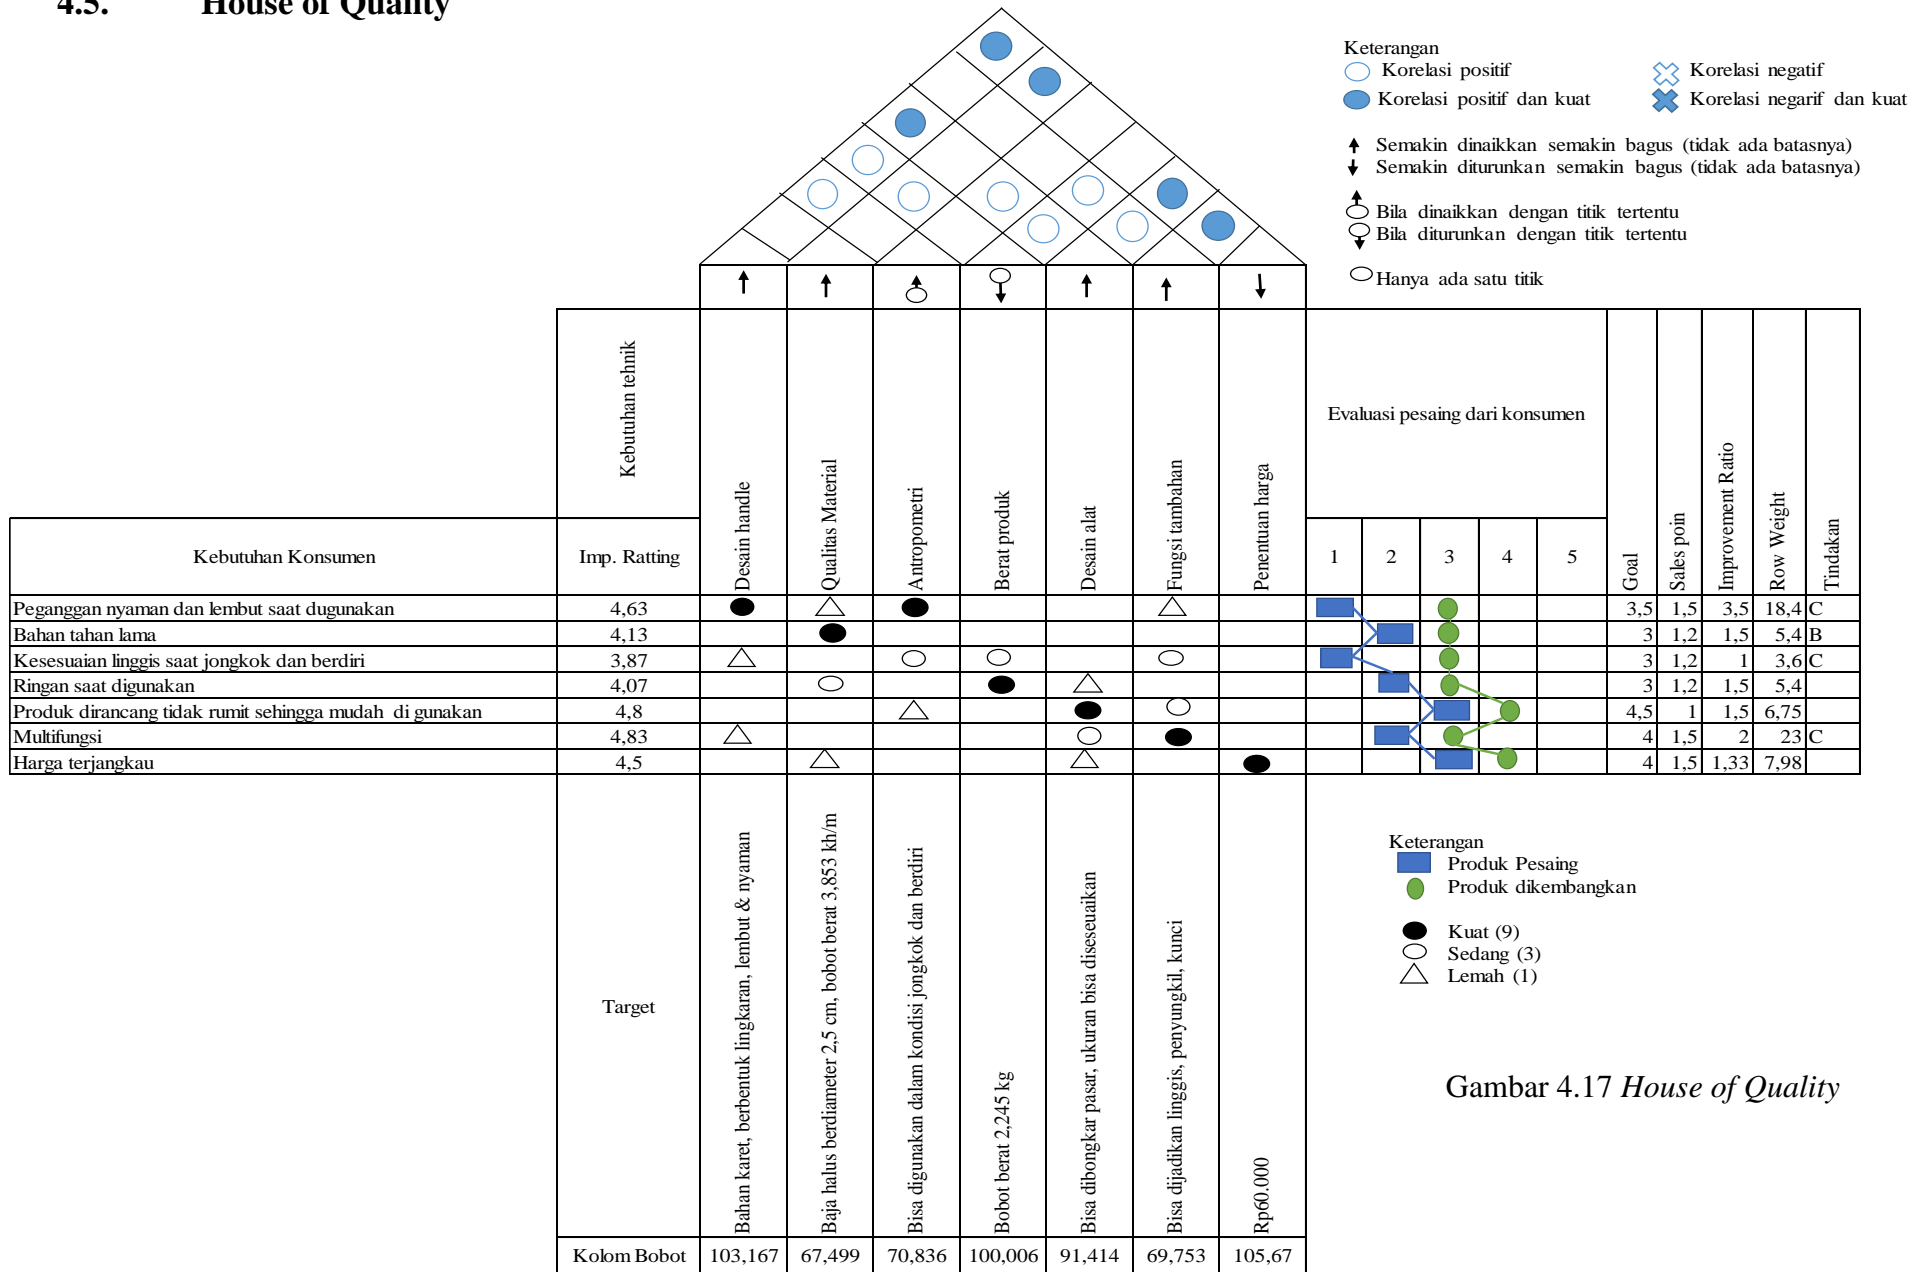 4.5. House of Quality
Keterangan
Korelasi positif
Korelasi negatif
Korelasi positif dan kuat
Korelasi negarif dan kuat
Semakin dinaikkan semakin bagus (tidak ada batasnya)
Semakin diturunkan semakin bagus (tidak ada batasnya)
Bila dinaikkan dengan titik tertentu
Bila diturunkan dengan titik tertentu
Hanya ada satu titik
Kebutuhan tehnik
Desain handle
Qualitas Material
Antropometri
Berat produk
Desain alat
Fungsi tambahan
Penentuan harga
Evaluasi pesaing dari konsumen
Goal
Sales poin
Improvement Ratio
Row Weight
Tindakan
Kebutuhan Konsumen Imp. Ratting 1 2 3 4 5
Peganggan nyaman dan lembut saat dugunakan 4,63 3,5 1,5 3,5 18,4 C
Bahan tahan lama 4,13 3 1,2 1,5 5,4 B
Kesesuaian linggis saat jongkok dan berdiri 3,87 3 1,2 1 3,6 C
Ringan saat digunakan 4,07 3 1,2 1,5 5,4
Produk dirancang tidak rumit sehingga mudah di gunakan 4,8 4,5 1 1,5 6,75
Multifungsi 4,83 4 1,5 2 23 C
Harga terjangkau 4,5 4 1,5 1,33 7,98
Target
Bahan karet, berbentuk lingkaran, lembut & nyaman
Baja halus berdiameter 2,5 cm, bobot berat 3,853 kh/m
Bisa digunakan dalam kondisi jongkok dan berdiri
Bobot berat 2,245 kg
Bisa dibongkar pasar, ukuran bisa diseseuaikan
Bisa dijadikan linggis, penyungkil, kunci
Rp60.000
Keterangan
Produk Pesaing
Produk dikembangkan
Kuat (9)
Sedang (3)
Lemah (1)
Gambar 4.17 House of Quality
Kolom Bobot 103,167 67,499 70,836 100,006 91,414 69,753 105,67